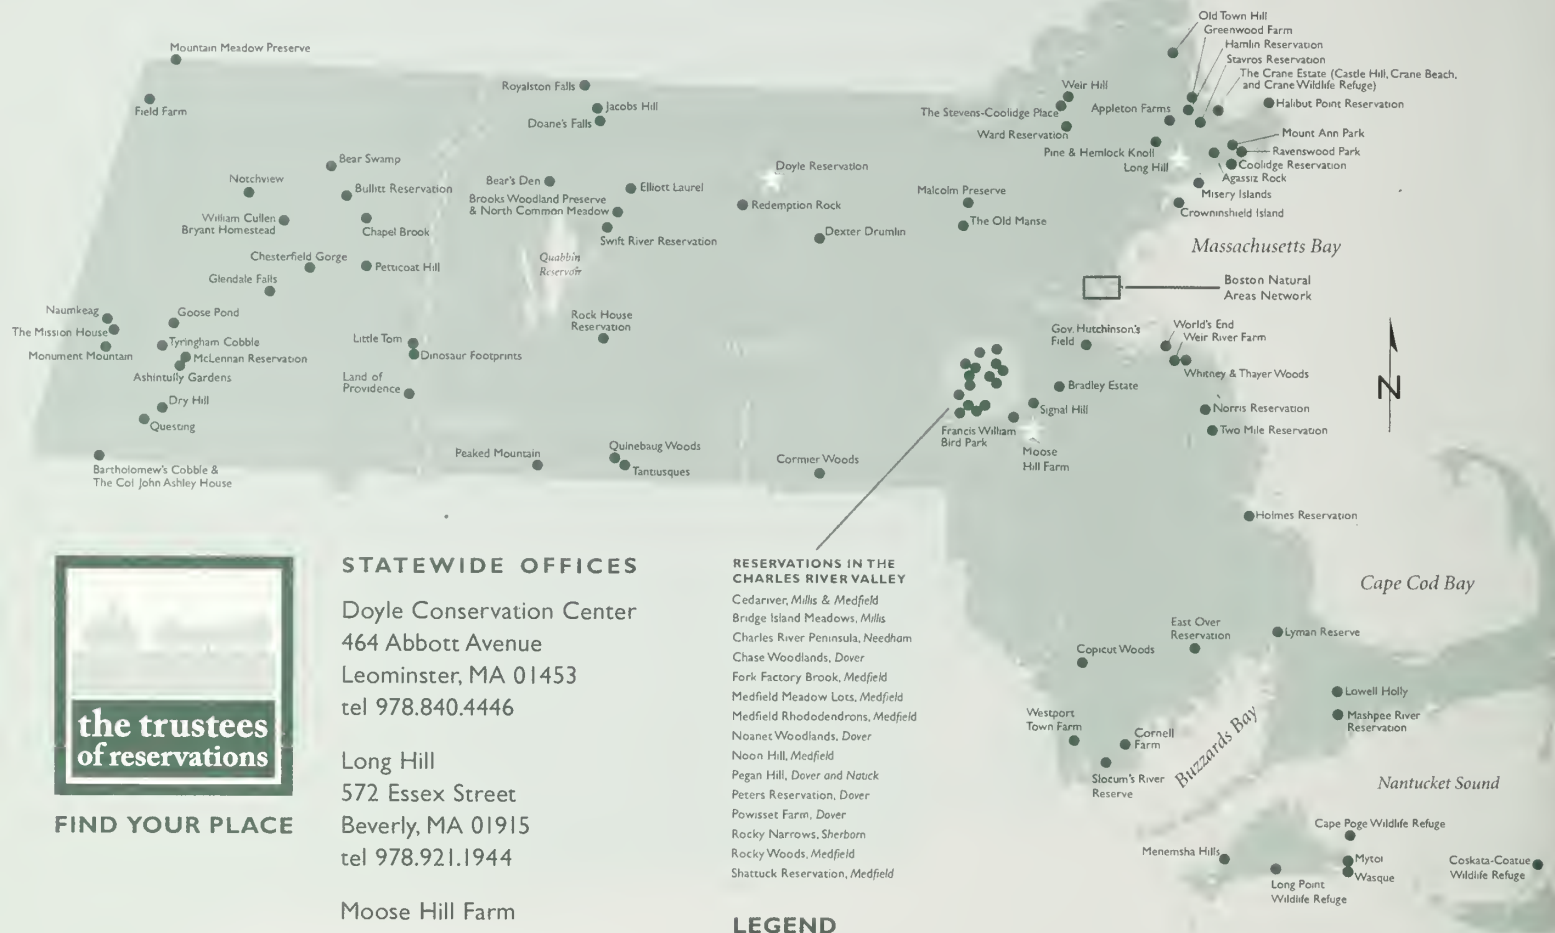 Mountain Meadow Preserve
Field Farm
Royalston Falls
Jacobs Hill
Doane's Falls
Bear Swamp
Notchview
Bullitt Reservation
William Cullen
Bryant Homestead
Chapel Brook
Chesterfield Gorge
Petticoat Hill
Glendale Falls
Bear's Den
Elliott Laurel
Brooks Woodland Preserve
& North Common Meadow
Swift River Reservation
Quabbin
Reservoir
Doyle Reservation
Redemption Rock
Dexter Drumlin
Malcolm Preserve
The Old Manse
Weir Hill
The Stevens-Coolidge Place
Ward Reservation
Appleton Farms
Pine & Hemlock Knoll
Long Hill
Old Town Hill
Greenwood Farm
Hamlin Reservation
Stavros Reservation
The Crane Estate (Castle Hill, Crane Beach,
and Crane Wildlife Refuge)
Halibut Point Reservation
Mount Ann Park
Ravenswood Park
Coolidge Reservation
Agassiz Rock
Misery Islands
Crowninshield Island
Massachusetts Bay
Boston Natural
Areas Network
Naumkeag
Goose Pond
The Mission House
Tyringham Cobble
Monument Mountain
McLennan Reservation
Ashintully Gardens
Dry Hill
Questing
Bartholomew's Cobble &
The Col John Ashley House
Little Tom
Dinosaur Footprints
Land of
Providence
Rock House
Reservation
Peaked Mountain
Quinebaug Woods
Tantiusques
Cormier Woods
Gov. Hutchinson's
Field
World's End
Weir River Farm
Whitney & Thayer Woods
Bradley Estate
Signal Hill
Francis William
Bird Park
Moose
Hill Farm
Norris Reservation
Two Mile Reservation
N
Holmes Reservation
Cape Cod Bay
East Over
Reservation
Lyman Reserve
Copicut Woods
Lowell Holly
Mashpee River
Reservation
Westport
Town Farm
Cornell
Farm
Slocum's River
Reserve
Buzzards Bay
Nantucket Sound
Cape Poge Wildlife Refuge
Menemsha Hills
Mytoi
Wasque
Long Point
Wildlife Refuge
Coskata-Coatue
Wildlife Refuge
the trustees
of reservations
FIND YOUR PLACE
STATEWIDE OFFICES
Doyle Conservation Center
464 Abbott Avenue
Leominster, MA 01453
tel 978.840.4446
Long Hill
572 Essex Street
Beverly, MA 01915
tel 978.921.1944
Moose Hill Farm
RESERVATIONS IN THE
CHARLES RIVER VALLEY
Cedariver, Millis & Medfield
Bridge Island Meadows, Millis
Charles River Peninsula, Needham
Chase Woodlands, Dover
Fork Factory Brook, Medfield
Medfield Meadow Lots, Medfield
Medfield Rhododendrons, Medfield
Noanet Woodlands, Dover
Noon Hill, Medfield
Pegan Hill, Dover and Natick
Peters Reservation, Dover
Powisset Farm, Dover
Rocky Narrows, Sherborn
Rocky Woods, Medfield
Shattuck Reservation, Medfield
LEGEND